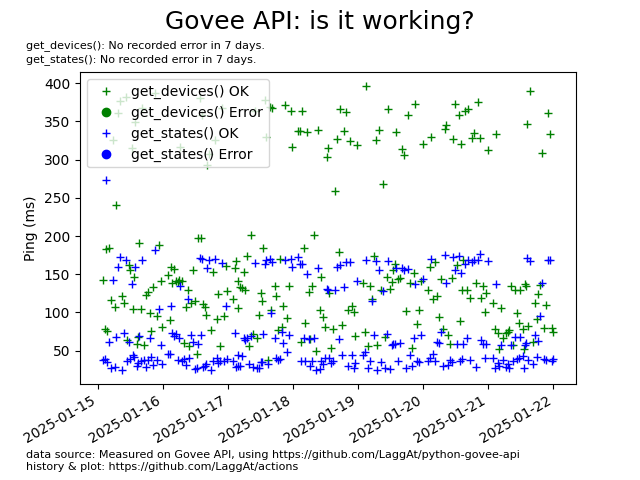 Govee API: is it working?
get_devices(): No recorded error in 7 days.
get_states(): No recorded error in 7 days.
get_devices() OK
get_devices() Error
get_states() OK
get_states() Error
Ping (ms)
400
350
300
250
200
150
100
50
2025-01-15
2025-01-16
2025-01-17
2025-01-18
2025-01-19
2025-01-20
2025-01-21
2025-01-22
data source: Measured on Govee API, using https://github.com/LaggAt/python-govee-api
history & plot: https://github.com/LaggAt/actions